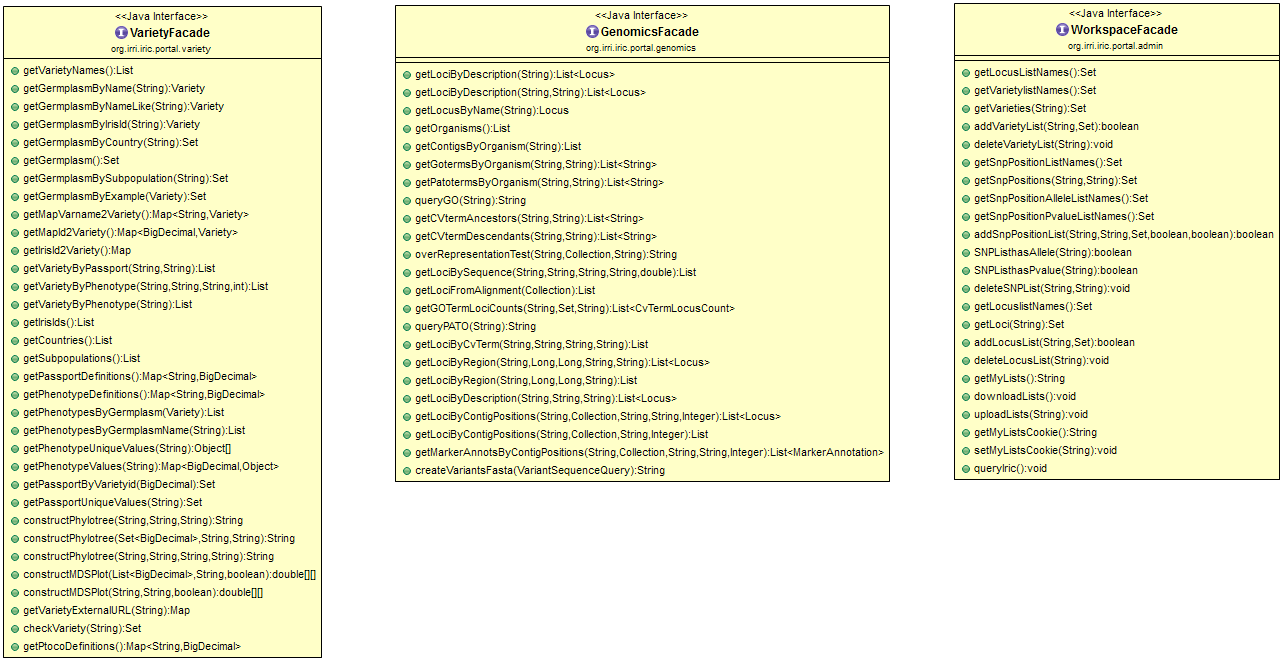 <<Java Interface>>
VarietyFacade
org.irri.iric.portal.variety
getVarietyNames():List
getGermplasmByName(String):Variety
getGermplasmByNameLike(String):Variety
getGermplasmByIrisId(String):Variety
getGermplasmByCountry(String):Set
getGermplasm():Set
getGermplasmBySubpopulation(String):Set
getGermplasmByExample(Variety):Set
getMapVarname2Variety():Map<String,Variety>
getMapId2Variety():Map<BigDecimal,Variety>
getIrisId2Variety():Map
getVarietyByPassport(String,String):List
getVarietyByPhenotype(String,String,String,int):List
getVarietyByPhenotype(String):List
getIrisIds():List
getCountries():List
getSubpopulations():List
getPassportDefinitions():Map<String,BigDecimal>
getPhenotypeDefinitions():Map<String,BigDecimal>
getPhenotypesByGermplasm(Variety):List
getPhenotypesByGermplasmName(String):List
getPhenotypeUniqueValues(String):Object[]
getPhenotypeValues(String):Map<BigDecimal,Object>
getPassportByVarietyid(BigDecimal):Set
getPassportUniqueValues(String):Set
constructPhylotree(String,String,String):String
constructPhylotree(Set<BigDecimal>,String,String):String
constructPhylotree(String,String,String,String):String
constructMDSPlot(List<BigDecimal>,String,boolean):double[][]
constructMDSPlot(String,String,boolean):double[][]
getVarietyExternalURL(String):Map
checkVariety(String):Set
getPtocoDefinitions():Map<String,BigDecimal>
<<Java Interface>>
GenomicsFacade
org.irri.iric.portal.genomics
getLociByDescription(String):List<Locus>
getLociByDescription(String,String):List<Locus>
getLocusByName(String):Locus
getOrganisms():List
getContigsByOrganism(String):List
getGotermsByOrganism(String,String):List<String>
getPatotermsByOrganism(String,String):List<String>
queryGO(String):String
getCVtermAncestors(String,String):List<String>
getCVtermDescendants(String,String):List<String>
overRepresentationTest(String,Collection,String):String
getLociBySequence(String,String,String,String,double):List
getLociFromAlignment(Collection):List
getGOTermLociCounts(String,Set,String):List<CvTermLocusCount>
queryPATO(String):String
getLociByCvTerm(String,String,String,String):List
getLociByRegion(String,Long,Long,String,String):List<Locus>
getLociByRegion(String,Long,Long,String):List
getLociByDescription(String,String,String):List<Locus>
getLociByContigPositions(String,Collection,String,String,Integer):List<Locus>
getLociByContigPositions(String,Collection,String,Integer):List
getMarkerAnnotsByContigPositions(String,Collection,String,String,Integer):List<MarkerAnnotation>
createVariantsFasta(VariantSequenceQuery):String
<<Java Interface>>
WorkspaceFacade
org.irri.iric.portal.admin
getLocusListNames():Set
getVarietylistNames():Set
getVarieties(String):Set
addVarietyList(String,Set):boolean
deleteVarietyList(String):void
getSnpPositionListNames():Set
getSnpPositions(String,String):Set
getSnpPositionAlleleListNames():Set
getSnpPositionPvalueListNames():Set
addSnpPositionList(String,String,Set,boolean,boolean):boolean
SNPListhasAllele(String):boolean
SNPListhasPvalue(String):boolean
deleteSNPList(String,String):void
getLocuslistNames():Set
getLoci(String):Set
addLocusList(String,Set):boolean
deleteLocusList(String):void
getMyLists():String
downloadLists():void
uploadLists(String):void
getMyListsCookie():String
setMyListsCookie(String):void
queryIric():void